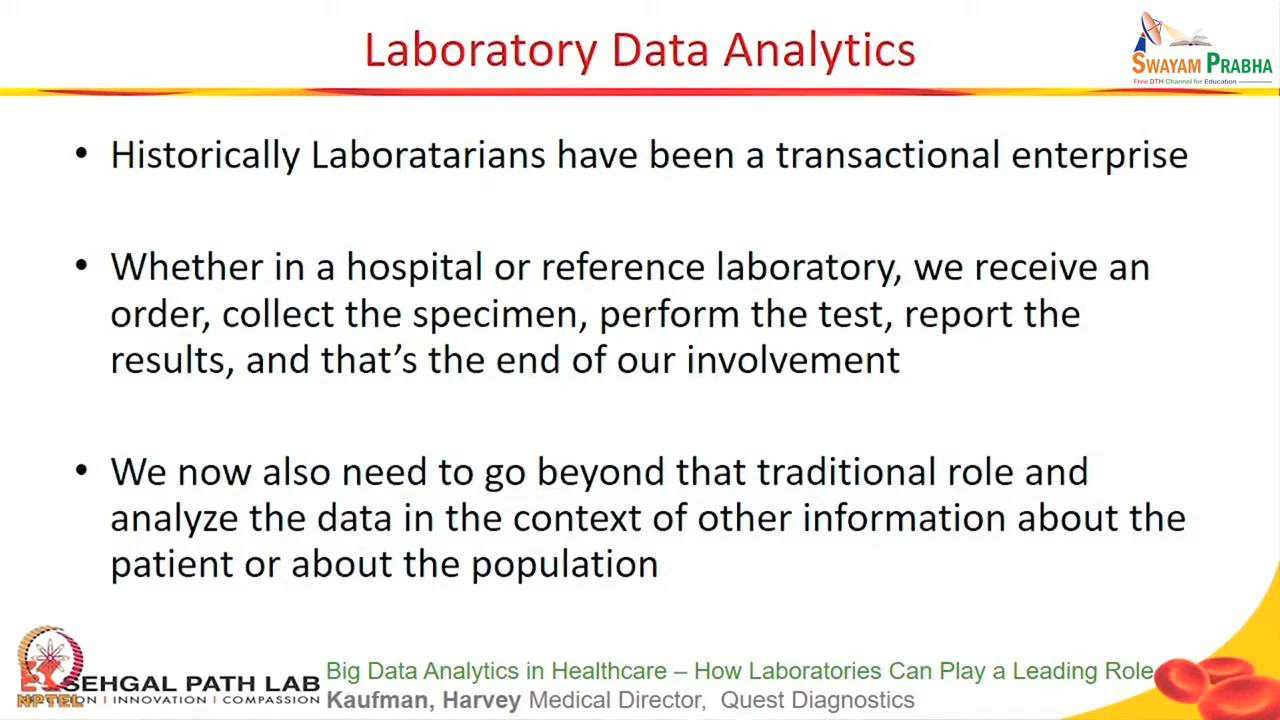 Laboratory Data Analytics
SWAYAM PRABHA
Free DTH Channel for Education
• Historically Laboratarians have been a transactional enterprise
• Whether in a hospital or reference laboratory, we receive an
order, collect the specimen, perform the test, report the
results, and that's the end of our involvement
• We now also need to go beyond that traditional role and
analyze the data in the context of other information about the
patient or about the population
SEHGAL PATH LAB
NPTEL
| INNOVATION | COMPASSION
Big Data Analytics in Healthcare – How Laboratories Can Play a Leading Role
Kaufman, Harvey Medical Director, Quest Diagnostics